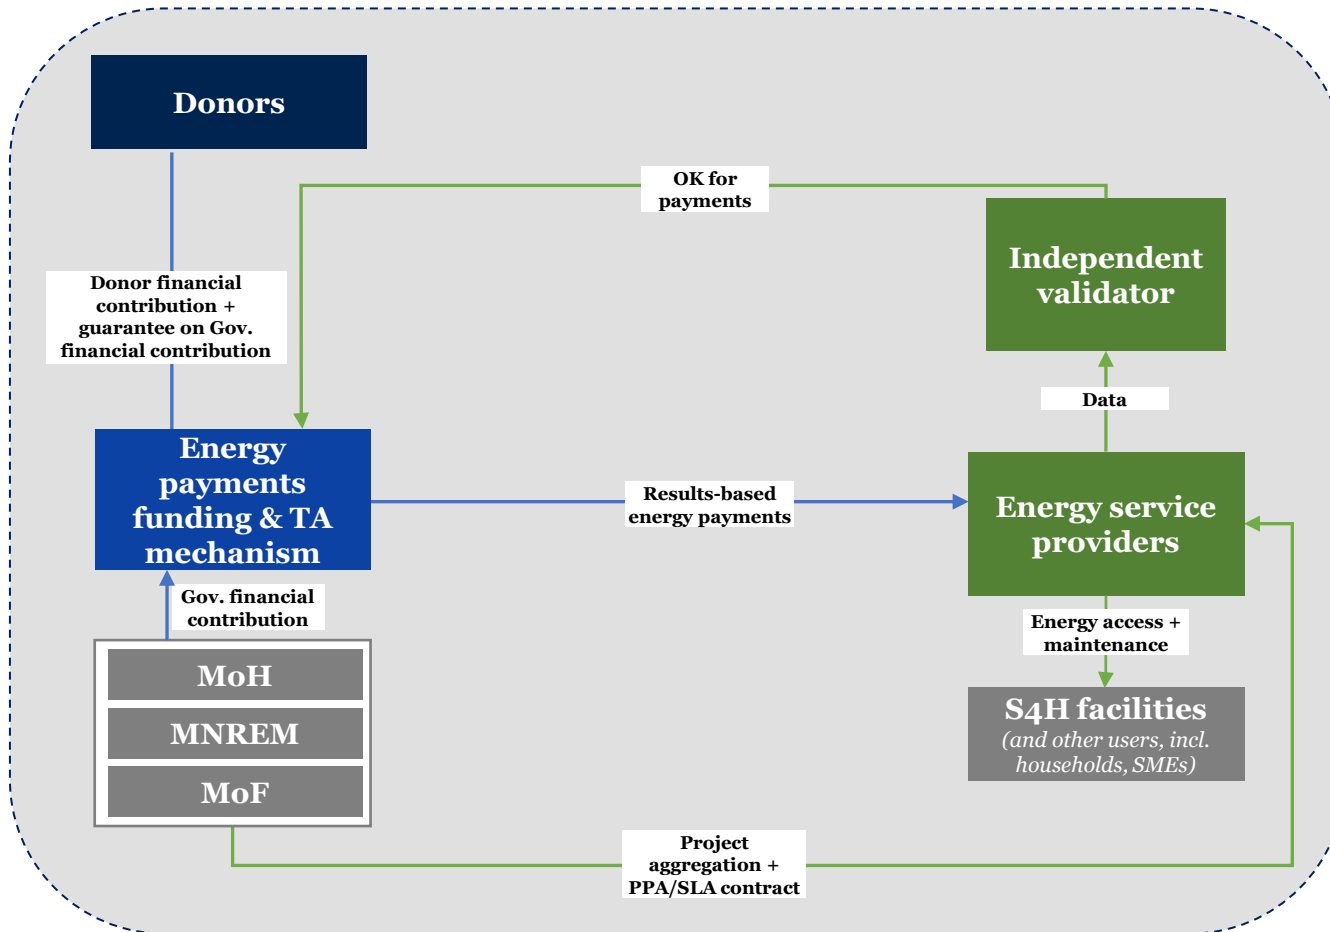 Donors
OK for
payments
Independent
validator
Donor financial
contribution +
guarantee on Gov.
financial contribution
Data
Energy
payments
funding & TA
mechanism
Results-based
energy payments
Energy service
providers
Gov. financial
contribution
Energy access +
maintenance
MoH
MNREM
MoF
S4H facilities
(and other users, incl.
households, SMEs)
Project
aggregation +
PPA/SLA contract